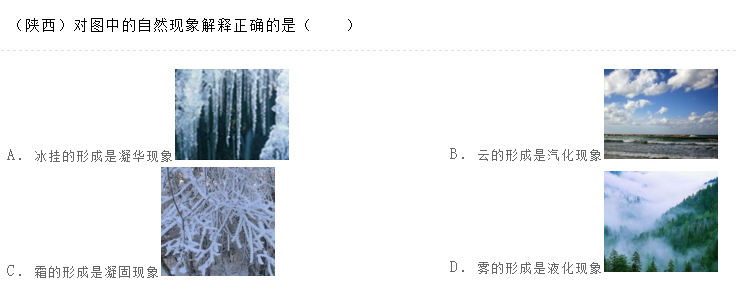 （陕西）对图中的自然现象解释正确的是（　　）
A. 冰挂的形成是凝华现象
B. 云的形成是汽化现象
C. 霜的形成是凝固现象
D. 雾的形成是液化现象